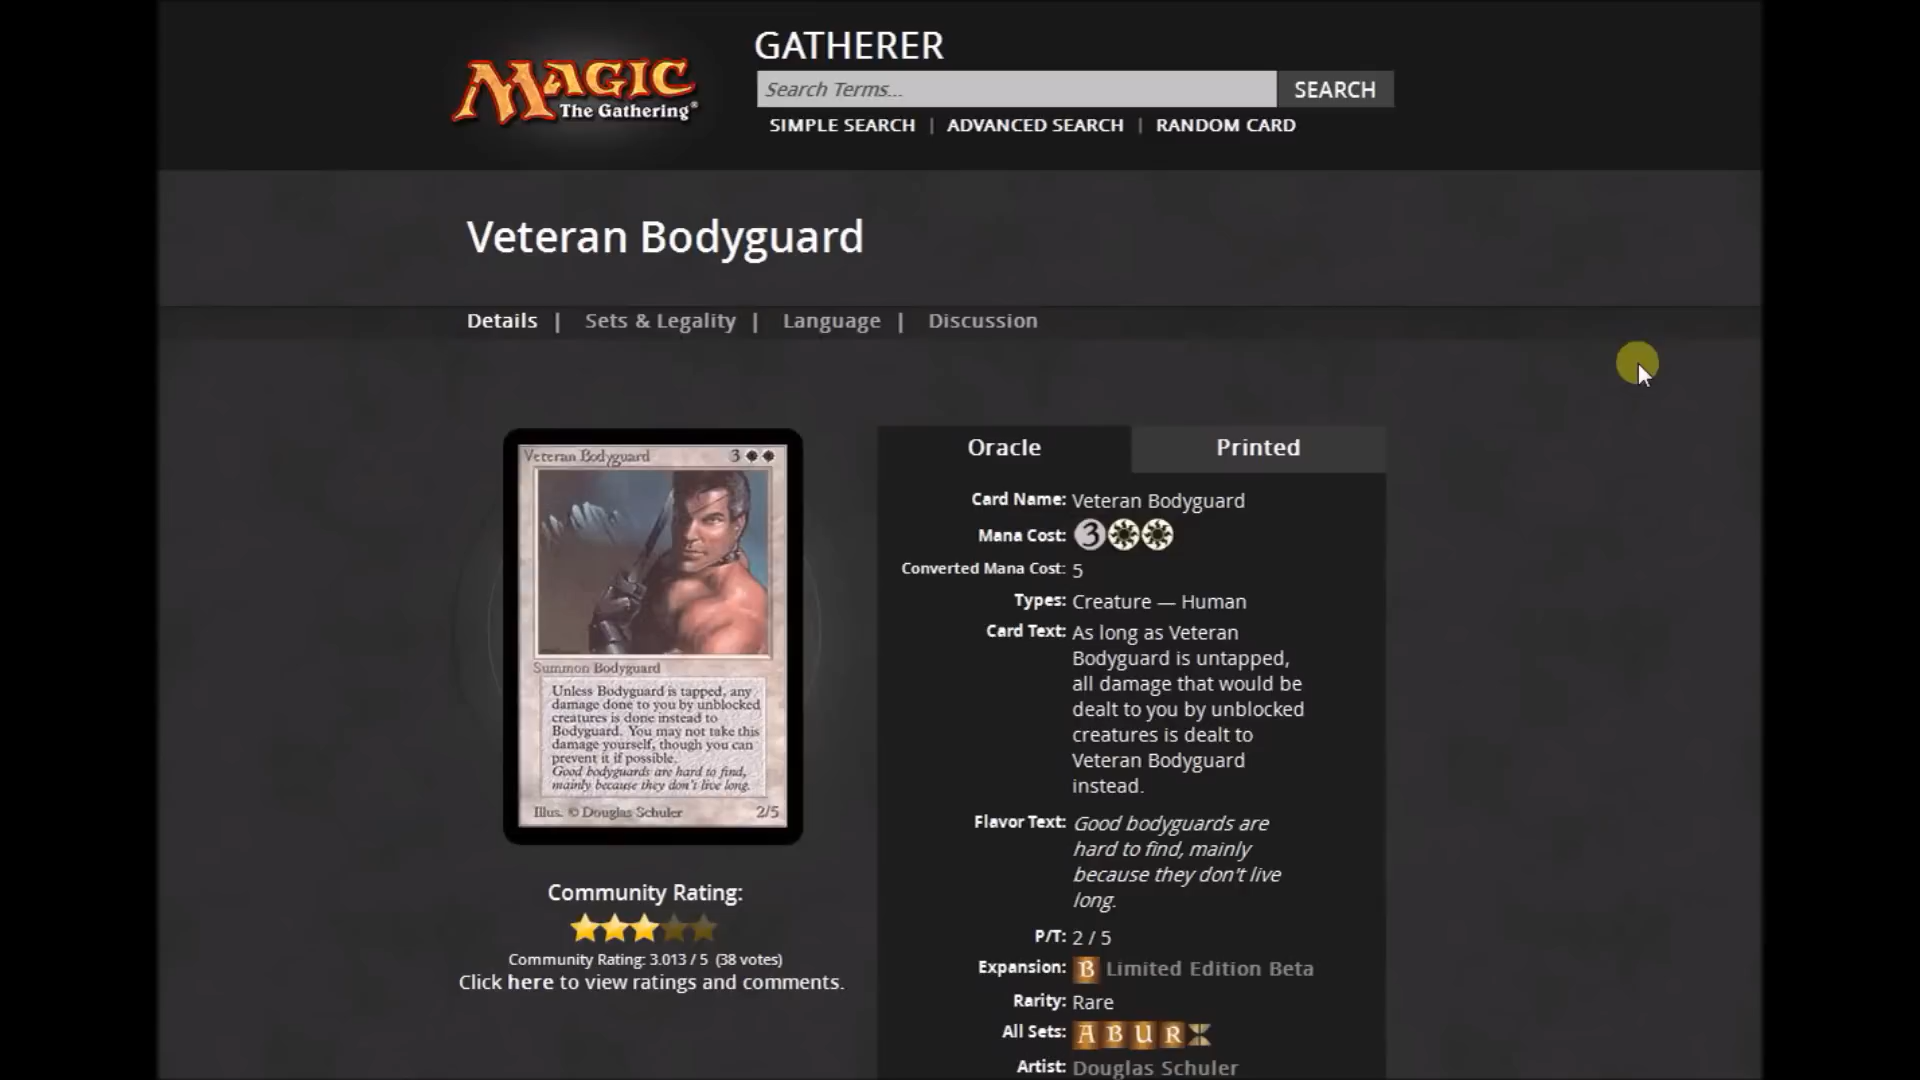 GATHERER
MAGIC
The Gathering®
Search Terms...
SEARCH
SIMPLE SEARCH | ADVANCED SEARCH | RANDOM CARD
Veteran Bodyguard
Details | Sets & Legality | Language | Discussion
Veteran Bodyguard 3
Summon Bodyguard
Unless Bodyguard is tapped, any
damage done to you by unblocked
creatures is done instead to
Bodyguard. You may not take this
damage yourself, though you can
prevent it if possible.
Good bodyguards are hard to find,
mainly because they don't live long.
Illus. © Douglas Schuler 2/5
Community Rating:
Community Rating: 3.013 / 5 (38 votes)
Click here to view ratings and comments.
Oracle Printed
Card Name: Veteran Bodyguard
Mana Cost: 3
Converted Mana Cost: 5
Types: Creature — Human
Card Text: As long as Veteran
Bodyguard is untapped,
all damage that would be
dealt to you by unblocked
creatures is dealt to
Veteran Bodyguard
instead.
Flavor Text: Good bodyguards are
hard to find, mainly
because they don't live
long.
P/T: 2 / 5
Expansion: B Limited Edition Beta
Rarity: Rare
All Sets: A B U R
Artist: Douglas Schuler